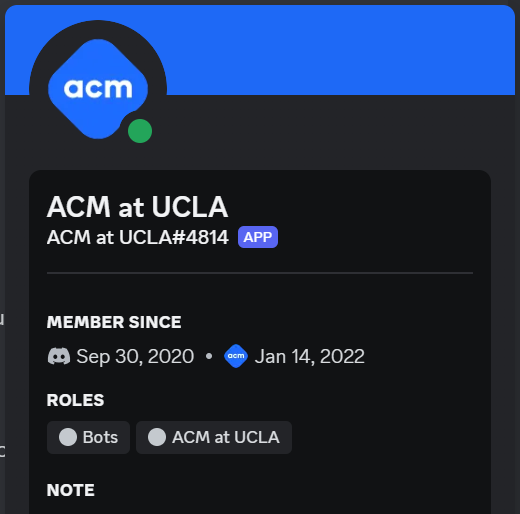 acm
ACM at UCLA
ACM at UCLA#4814 APP
MEMBER SINCE
Sep 30, 2020 • acm Jan 14, 2022
ROLES
Bots ACM at UCLA
NOTE